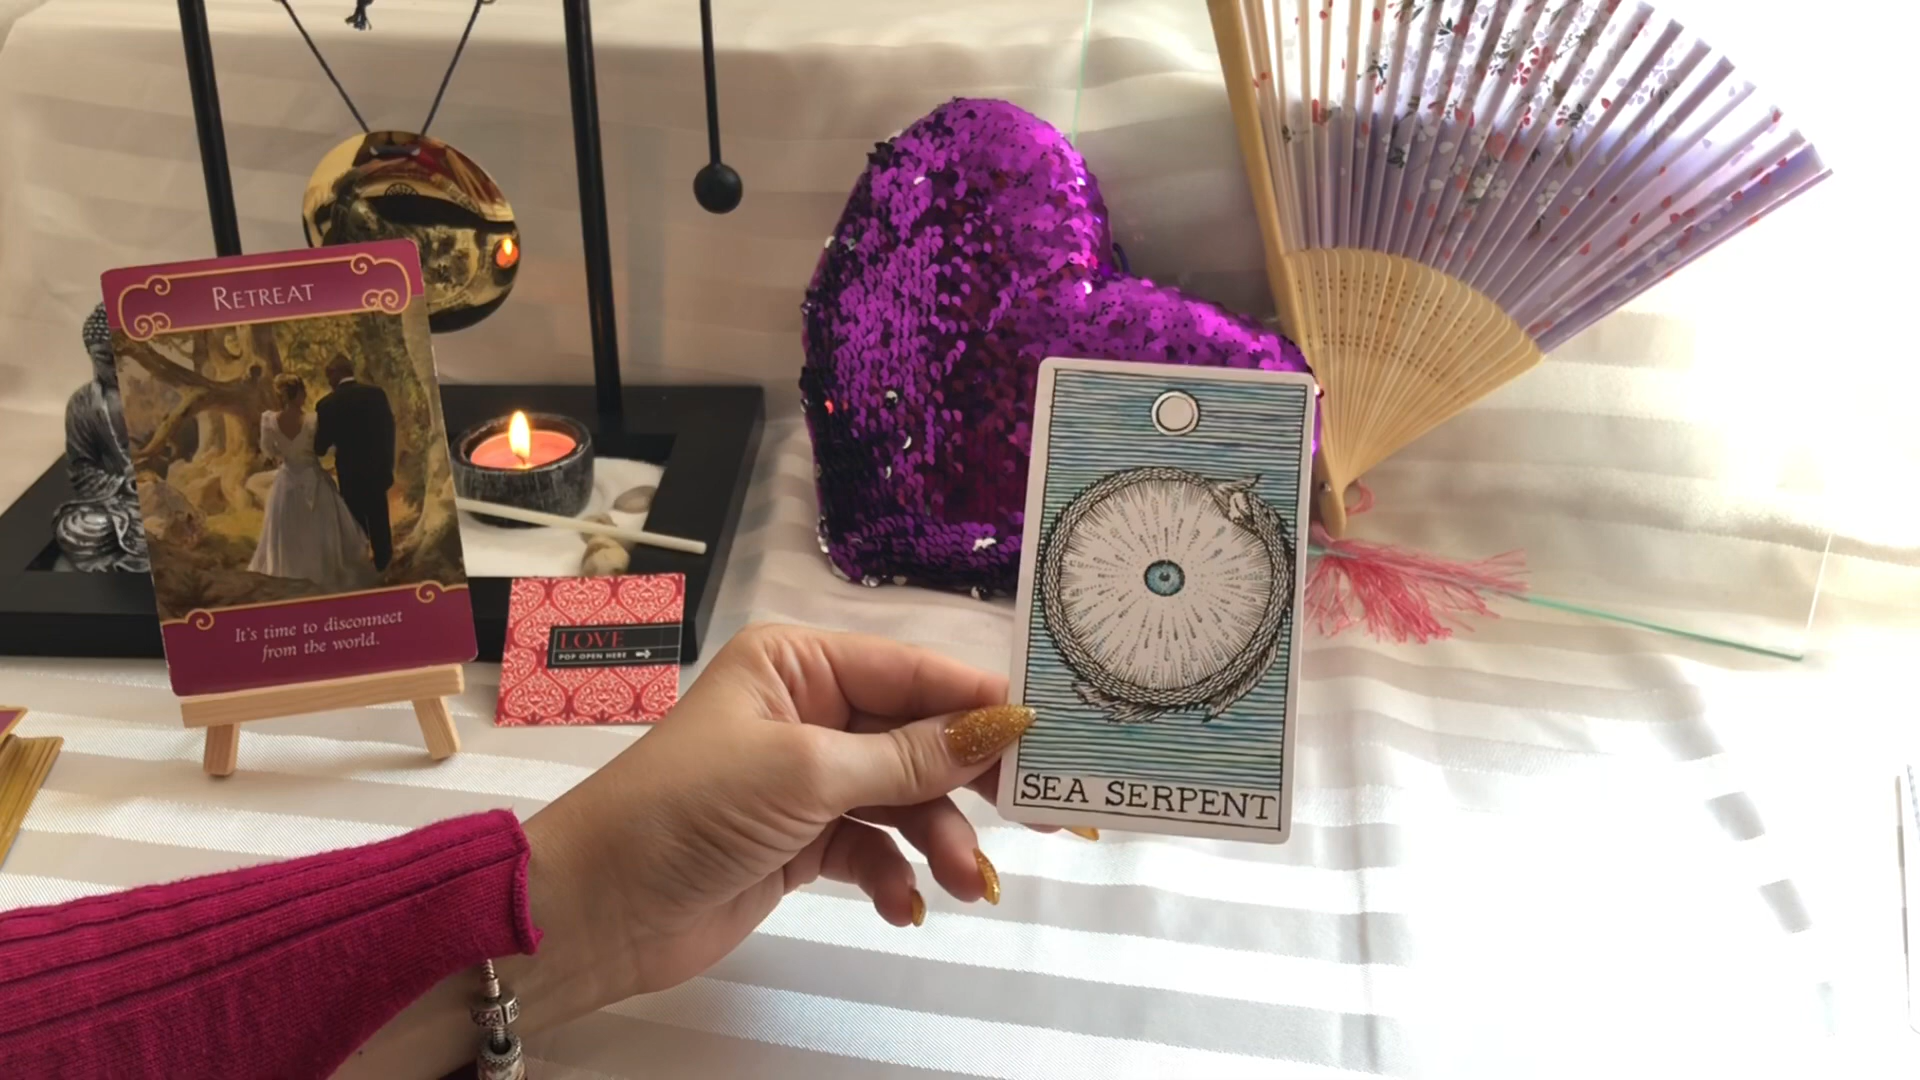 RETREAT
It's time to disconnect
from the world.
LOVE
POP OPEN HERE
SEA SERPENT